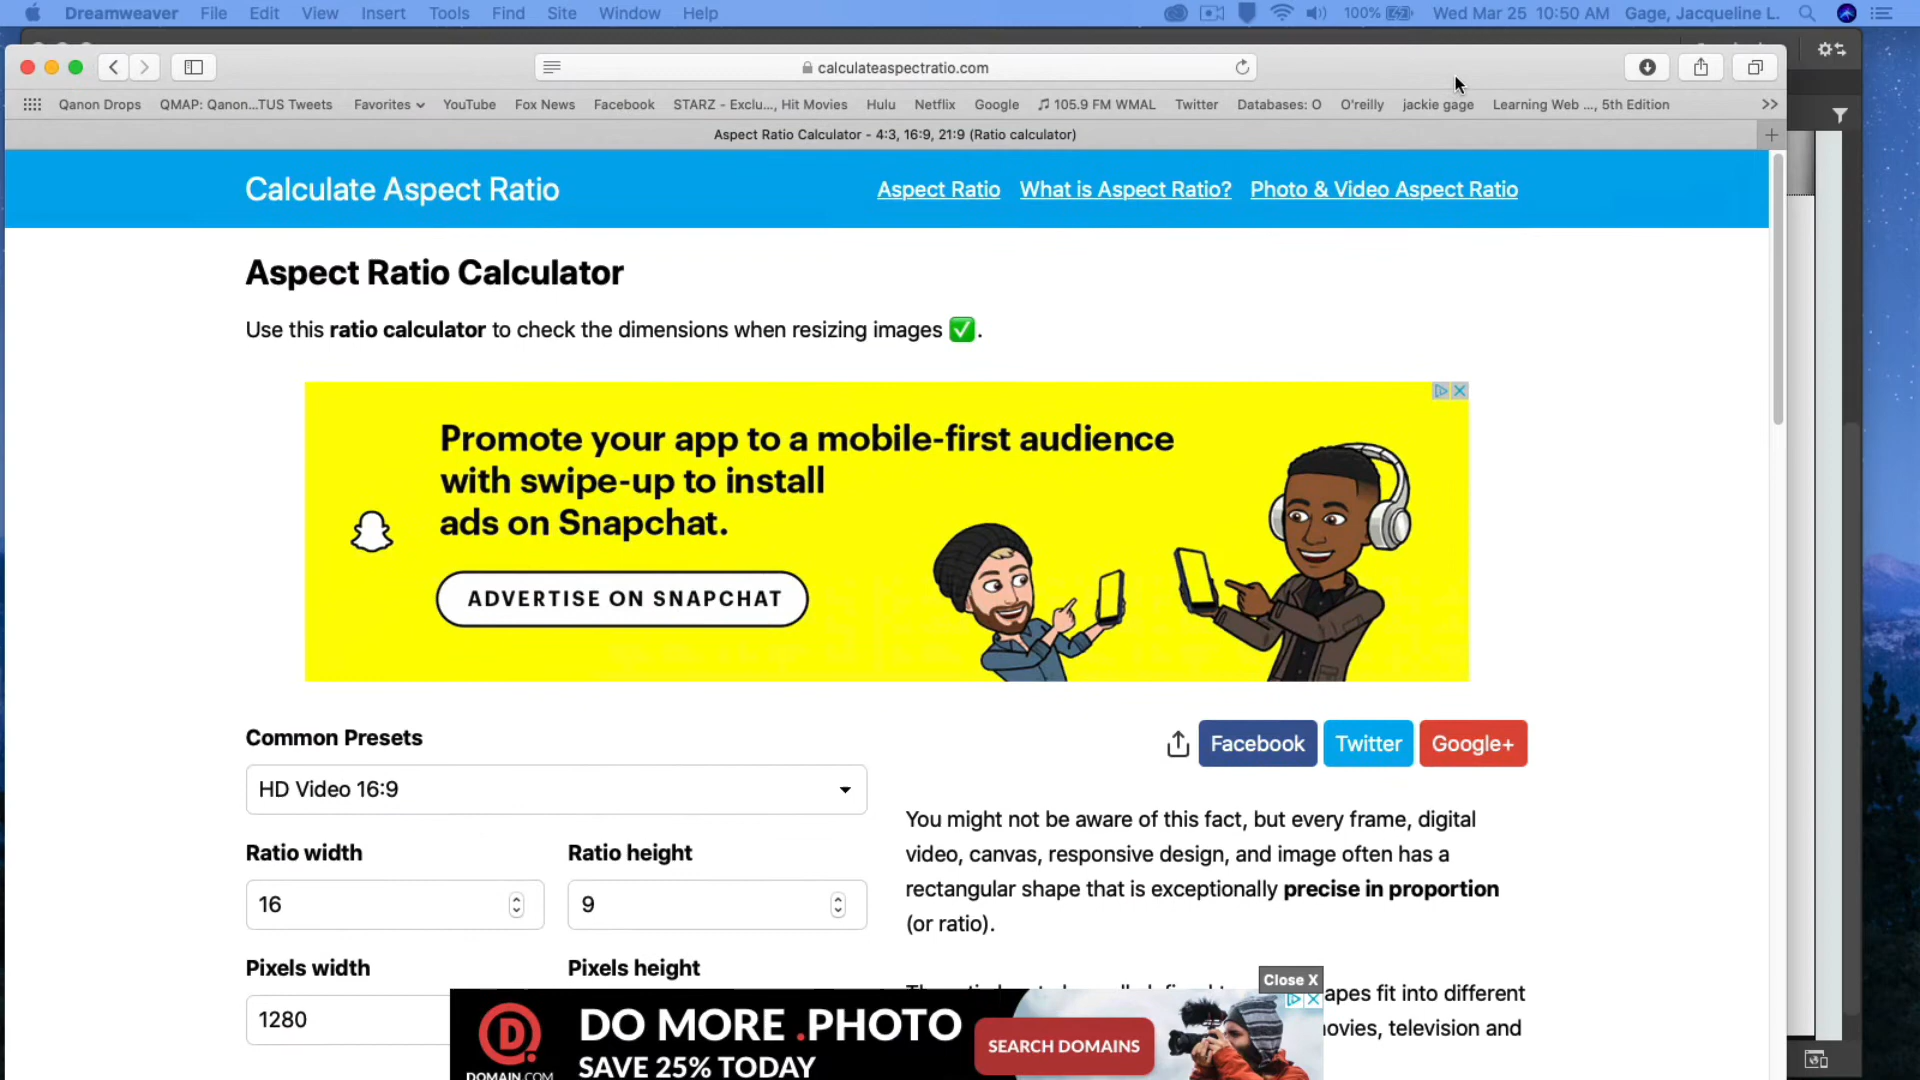 Dreamweaver File Edit View Insert Tools Find Site Window Help 100% Wed Mar 25 10:50 AM Gage, Jacqueline L.
calculateaspectratio.com
Qanon Drops QMAP: Qanon...TUS Tweets Favorites YouTube Fox News Facebook STARZ - Exclu..., Hit Movies Hulu Netflix Google 105.9 FM WMAL Twitter Databases: O O'reilly jackie gage Learning Web ..., 5th Edition
Aspect Ratio Calculator - 4:3, 16:9, 21:9 (Ratio calculator)
Calculate Aspect Ratio Aspect Ratio What is Aspect Ratio? Photo & Video Aspect Ratio
Aspect Ratio Calculator
Use this ratio calculator to check the dimensions when resizing images ✅.
Promote your app to a mobile-first audience
with swipe-up to install
ads on Snapchat.
ADVERTISE ON SNAPCHAT
Common Presets
HD Video 16:9
Ratio width Ratio height
16 9
Pixels width Pixels height
1280
Facebook Twitter Google+
You might not be aware of this fact, but every frame, digital
video, canvas, responsive design, and image often has a
rectangular shape that is exceptionally precise in proportion
(or ratio).
apes fit into different
ovies, television and
Close X
DO MORE .PHOTO
SAVE 25% TODAY
SEARCH DOMAINS
DOMAIN.COM